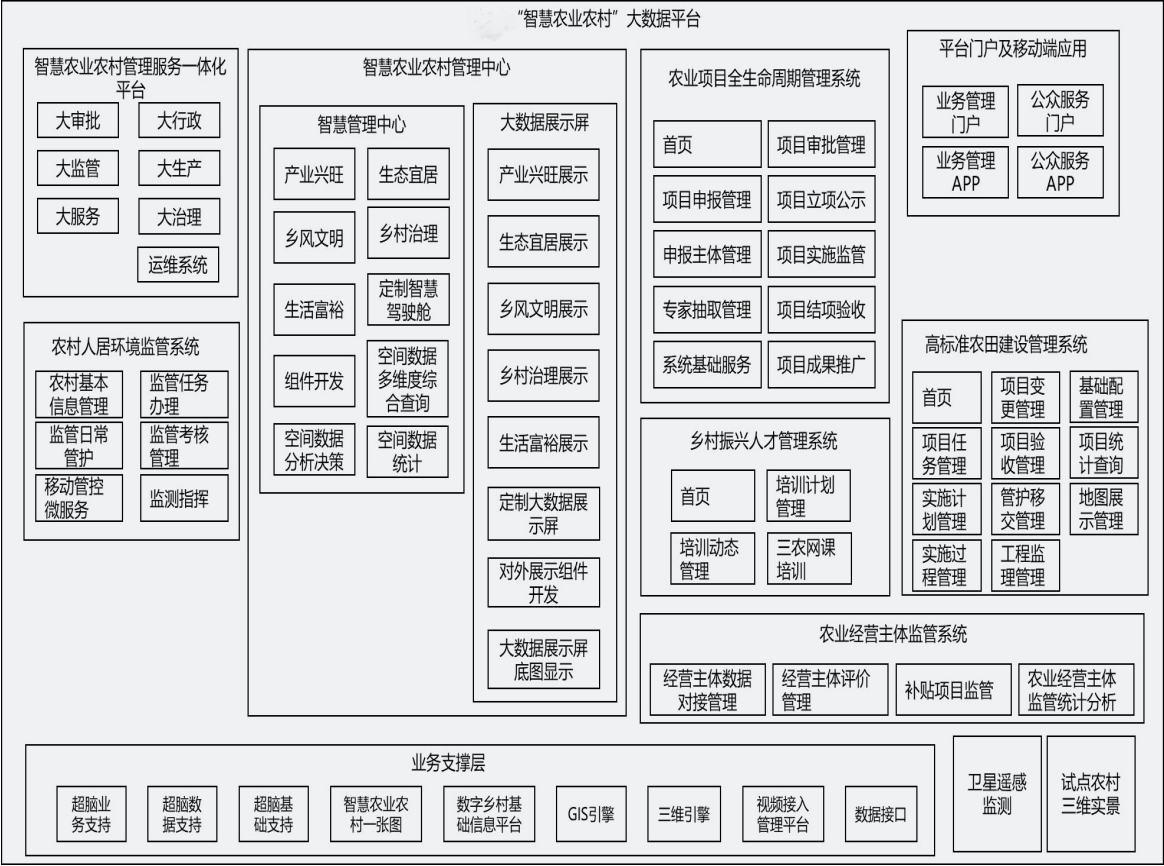 “智慧农业农村”大数据平台
智慧农业农村管理服务一体化
平台
大审批
大行政
大监管
大生产
大服务
大治理
运维系统
农村人居环境监管系统
农村基本
信息管理
监管任务
办理
监管日常
管护
监管考核
管理
移动管控
微服务
监测指挥
智慧农业农村管理中心
智慧管理中心
产业兴旺
生态宜居
乡风文明
乡村治理
生活富裕
定制智慧
驾驶舱
组件开发
空间数据
多维度综
合查询
空间数据
分析决策
空间数据
统计
大数据展示屏
产业兴旺展示
生态宜居展示
乡风文明展示
乡村治理展示
生活富裕展示
定制大数据展
示屏
对外展示组件
开发
大数据展示屏
底图显示
农业项目全生命周期管理系统
首页
项目审批管理
项目申报管理
项目立项公示
申报主体管理
项目实施监管
专家抽取管理
项目结项验收
系统基础服务
项目成果推广
乡村振兴人才管理系统
首页
培训计划
管理
培训动态
管理
三农网课
培训
平台门户及移动端应用
业务管理
门户
公众服务
门户
业务管理
APP
公众服务
APP
高标准农田建设管理系统
首页
项目变
更管理
基础配
置管理
项目任
务管理
项目验
收管理
项目统
计查询
实施计
划管理
管护移
交管理
地图展
示管理
实施过
程管理
工程监
理管理
农业经营主体监管系统
经营主体数据
对接管理
经营主体评价
管理
补贴项目监管
农业经营主体
监管统计分析
业务支撑层
超脑业
务支持
超脑数
据支持
超脑基
础支持
智慧农业农
村一张图
数字乡村基
础信息平台
GIS引擎
三维引擎
视频接入
管理平台
数据接口
卫星遥感
监测
试点农村
三维实景